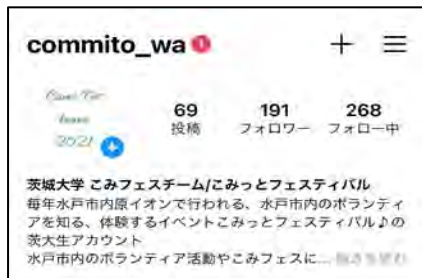 commito_wa
69 191 268
投稿 フォロワー フォロー中
2021
茨城大学 こみフェスチーム/こみっとフェスティバル
毎年水戸市内原イオンで行われる、水戸市内のボランティ
アを知る、体験するイベントこみっとフェスティバル♪の
茨大生アカウント
水戸市内のボランティア活動やこみフェスに...